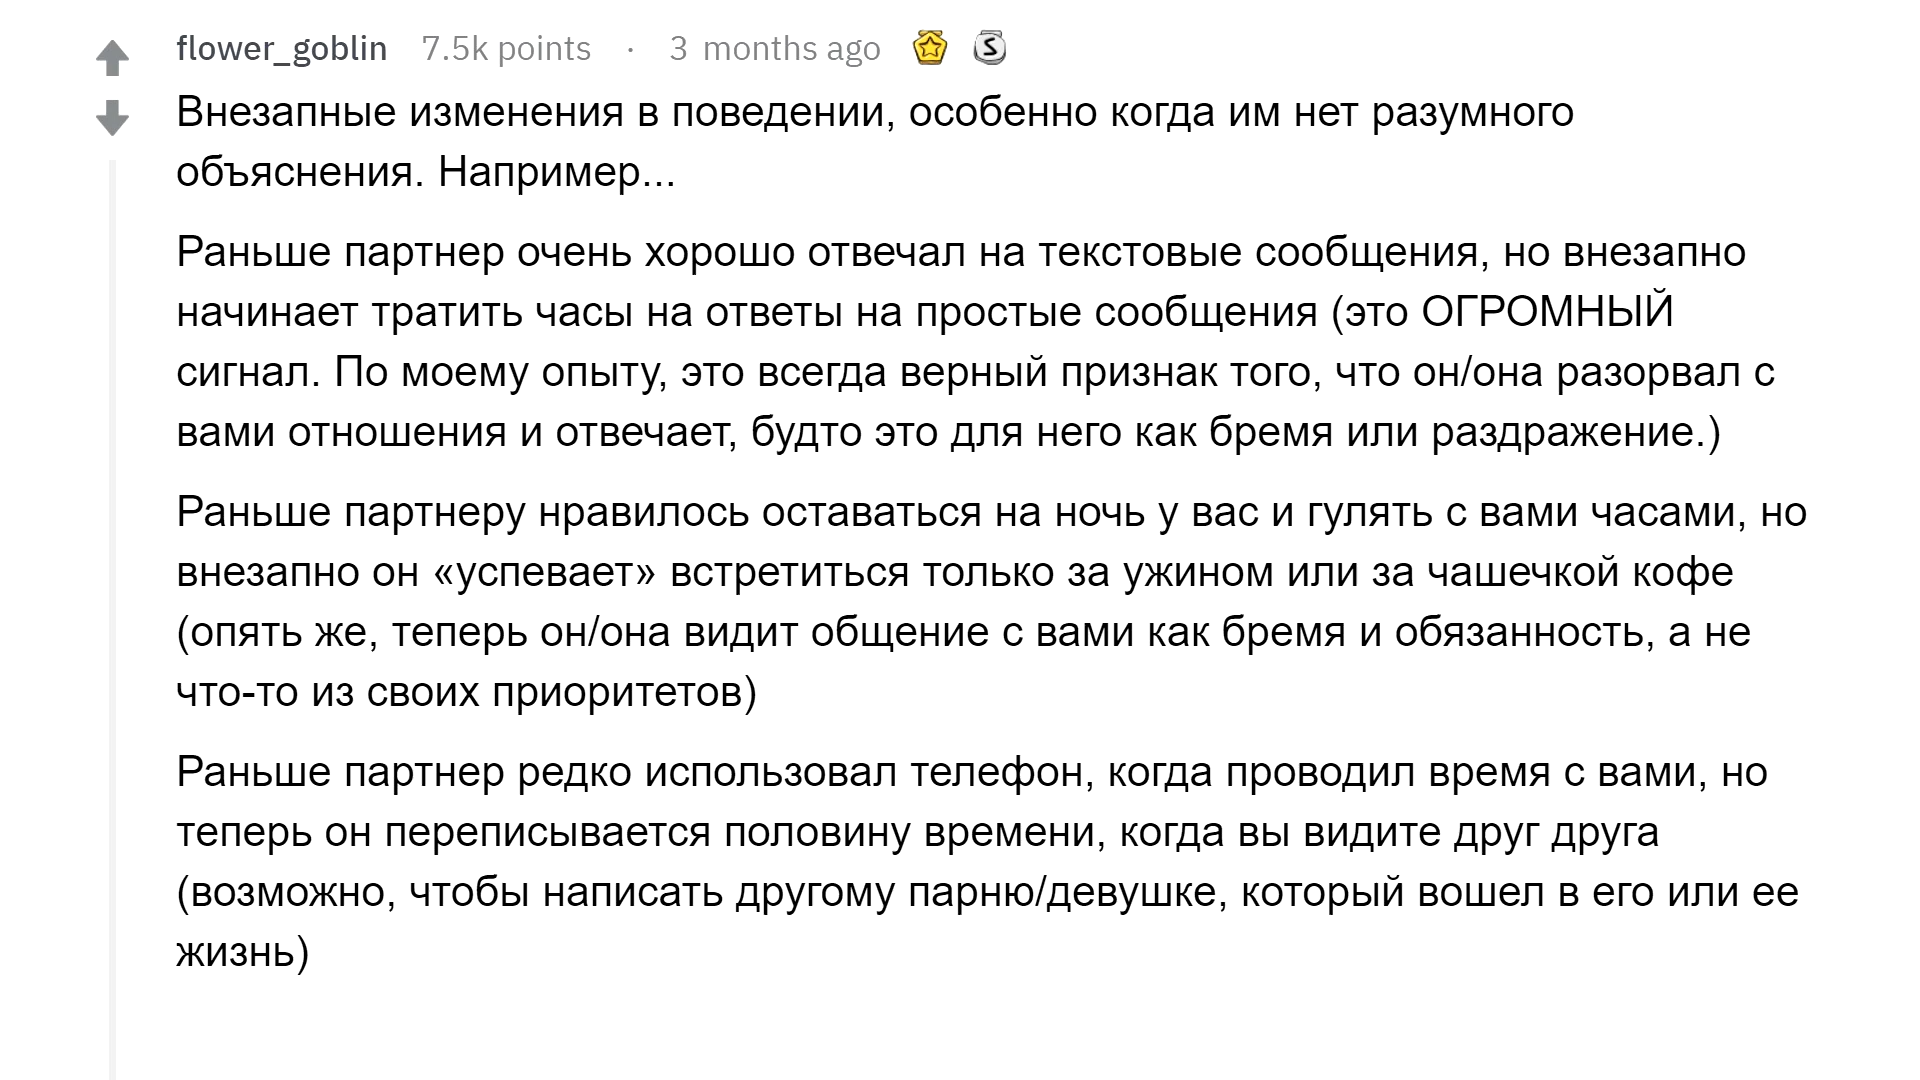 flower_goblin 7.5k points · 3 months ago
Внезапные изменения в поведении, особенно когда им нет разумного
объяснения. Например...
Раньше партнер очень хорошо отвечал на текстовые сообщения, но внезапно
начинает тратить часы на ответы на простые сообщения (это ОГРОМНЫЙ
сигнал. По моему опыту, это всегда верный признак того, что он/она разорвал с
вами отношения и отвечает, будто это для него как бремя или раздражение.)
Раньше партнеру нравилось оставаться на ночь у вас и гулять с вами часами, но
внезапно он «успевает» встретиться только за ужином или за чашечкой кофе
(опять же, теперь он/она видит общение с вами как бремя и обязанность, а не
что-то из своих приоритетов)
Раньше партнер редко использовал телефон, когда проводил время с вами, но
теперь он переписывается половину времени, когда вы видите друг друга
(возможно, чтобы написать другому парню/девушке, который вошел в его или ее
жизнь)